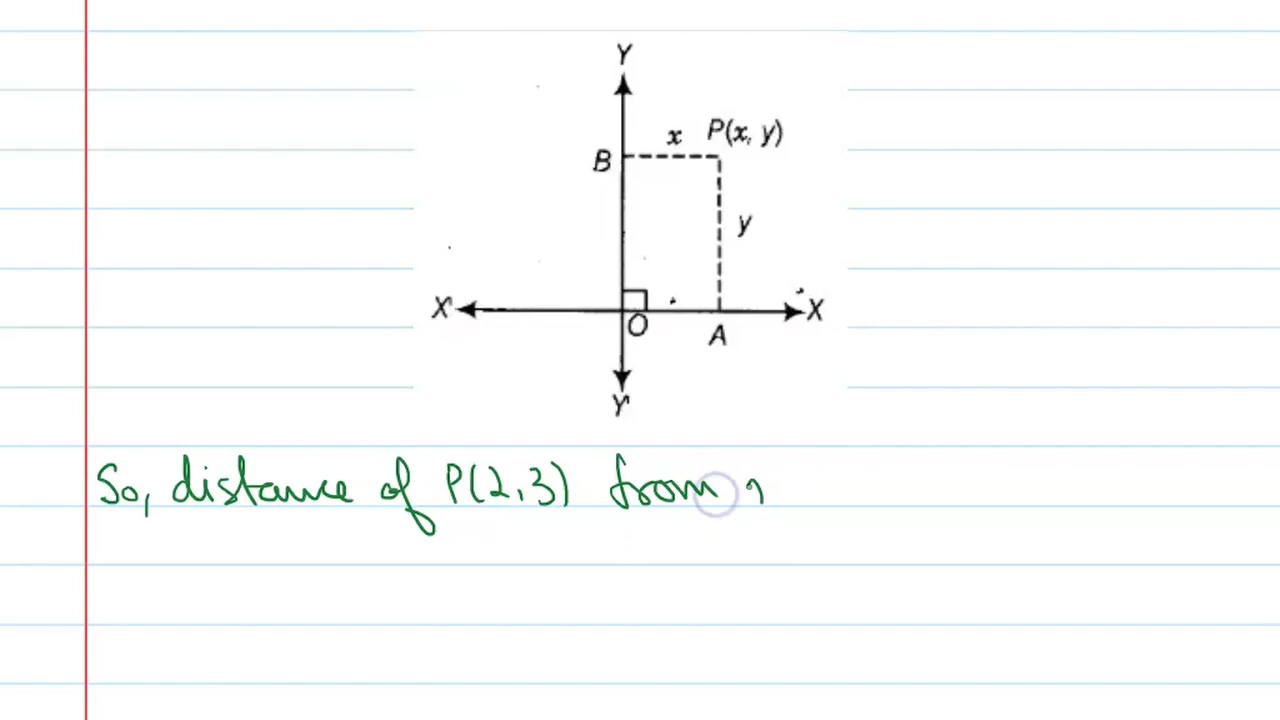 Y
x P(x, y)
B
y
X' O A X
Y'
So, distance of P(2,3) from